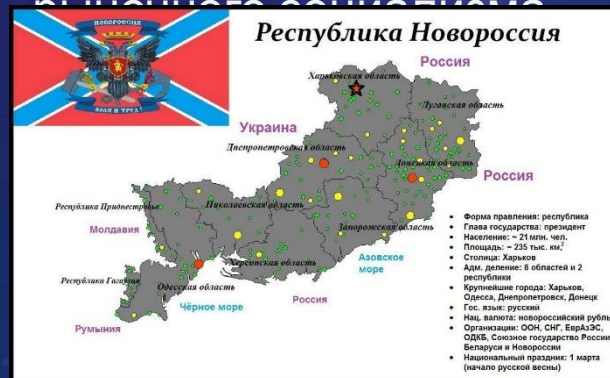 рыночного социализма
НОВОРОССИЯ
ВОЛЯ И ТРУД!
Республика Новороссия
Россия
Харьковская область
Луганская область
Украина
Днепропетровская область
Донецкая область
Россия
Республика Приднестровье
Николаевская область
Запорожская область
Молдавия
Азовское
море
Херсонская область
Республика Гагаузия
Одесская область
Чёрное море
Россия
Румыния
• Форма правления: республика
• Глава государства: президент
• Население: ~ 21 млн. чел.
• Площадь: ~ 235 тыс. км,²
• Столица: Харьков
• Адм. деление: 8 областей и 2
республики
• Крупнейшие города: Харьков,
Одесса, Днепропетровск, Донецк
• Гос. язык: русский
• Нац. валюта: новороссийский рубль
• Организации: ООН, СНГ, ЕврАзЭС,
ОДКБ, Союзное государство России,
Беларуси и Новороссии
• Национальный праздник: 1 марта
(начало русской весны)